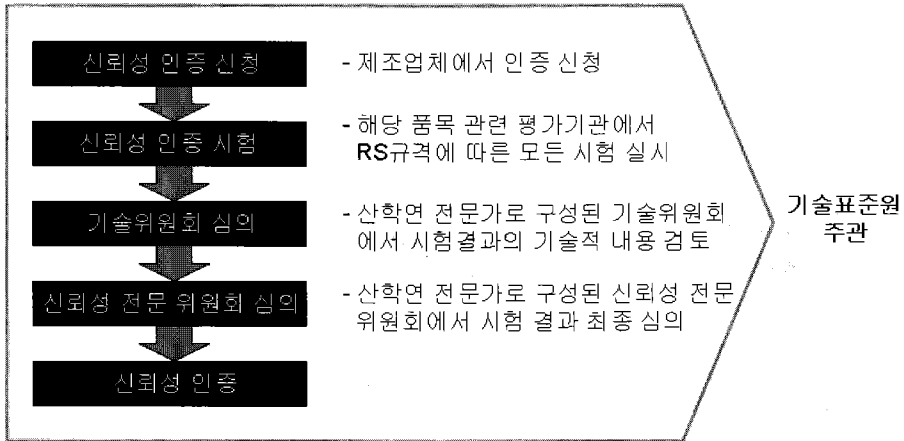 신뢰성 인증 신청
- 제조업체에서 인증 신청
신뢰성 인증 시험
- 해당 품목 관련 평가기관에서
RS규격에 따른 모든 시험 실시
기술위원회 심의
- 산학연 전문가로 구성된 기술위원회
에서 시험결과의 기술적 내용 검토
신뢰성 전문 위원회 심의
- 산학연 전문가로 구성된 신뢰성 전문
위원회에서 시험 결과 최종 심의
신뢰성 인증
기술표준원
주관